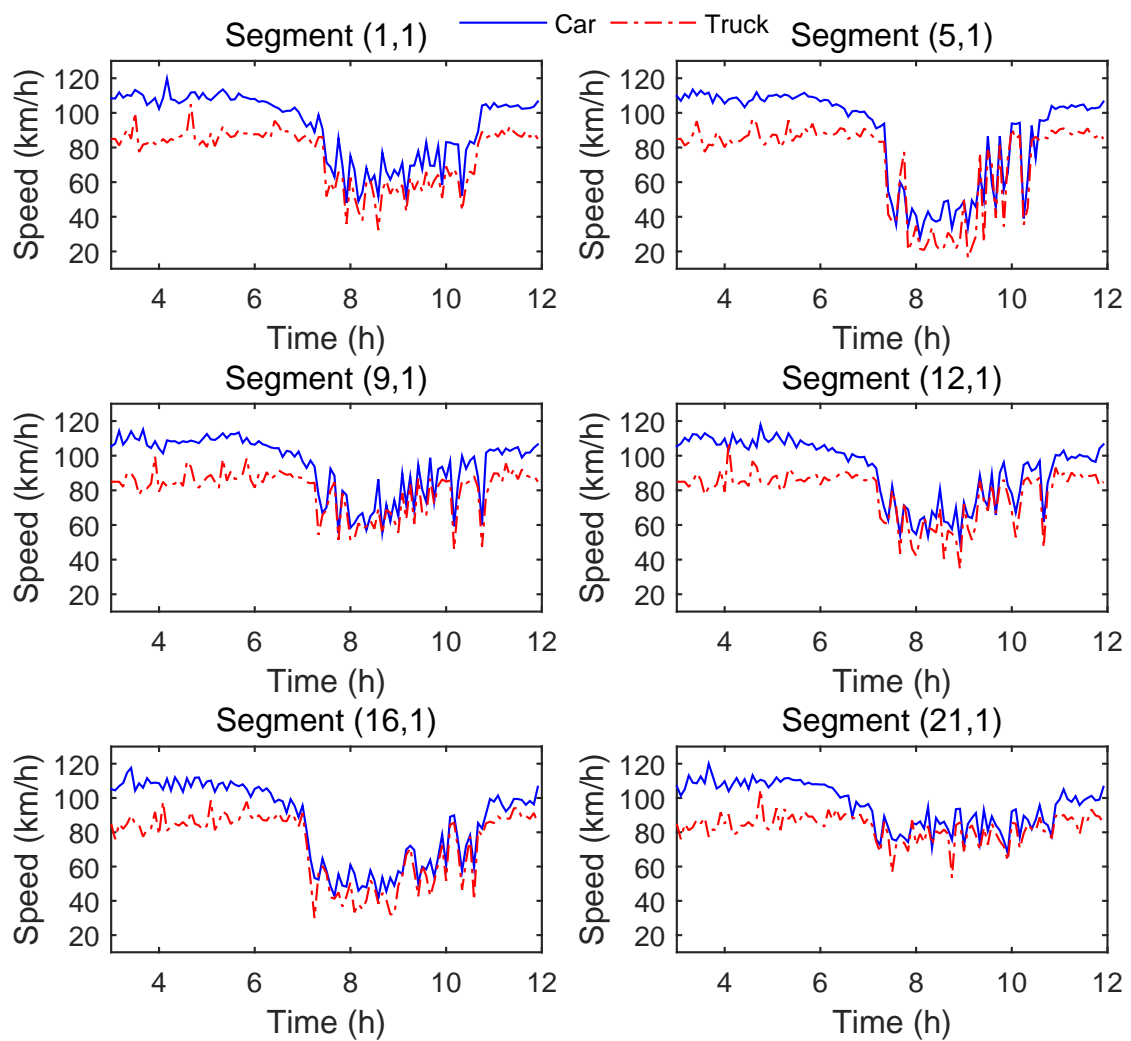 Car Truck
Segment (1,1)
Speed (km/h)
120
100
80
60
40
20
4 6 8 10 12
Time (h)
Segment (5,1)
Speed (km/h)
120
100
80
60
40
20
4 6 8 10 12
Time (h)
Segment (9,1)
Speed (km/h)
120
100
80
60
40
20
4 6 8 10 12
Time (h)
Segment (12,1)
Speed (km/h)
120
100
80
60
40
20
4 6 8 10 12
Time (h)
Segment (16,1)
Speed (km/h)
120
100
80
60
40
20
4 6 8 10 12
Time (h)
Segment (21,1)
Speed (km/h)
120
100
80
60
40
20
4 6 8 10 12
Time (h)